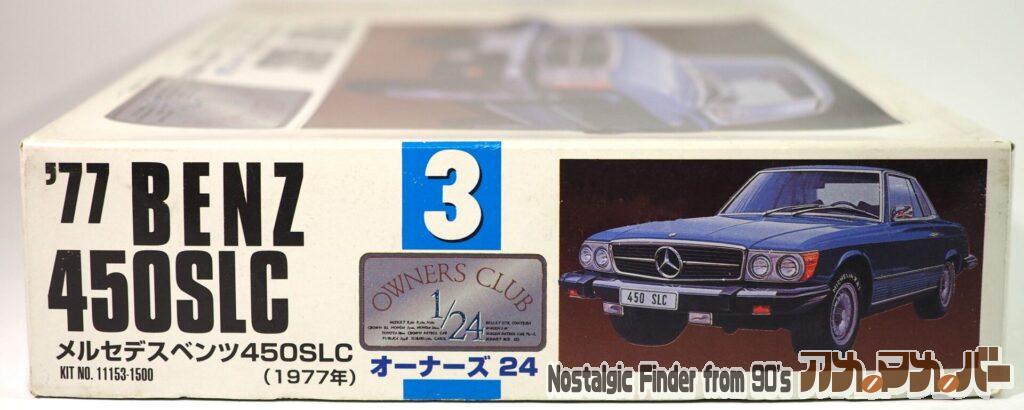 '77 BENZ
450SLC
メルセデスベンツ450SLC
KIT NO. 11153-1500
(1977年)
3
OWNERS CLUB
1/24
オーナーズ 24
450 SLC
Nostalgic Finder from 90's